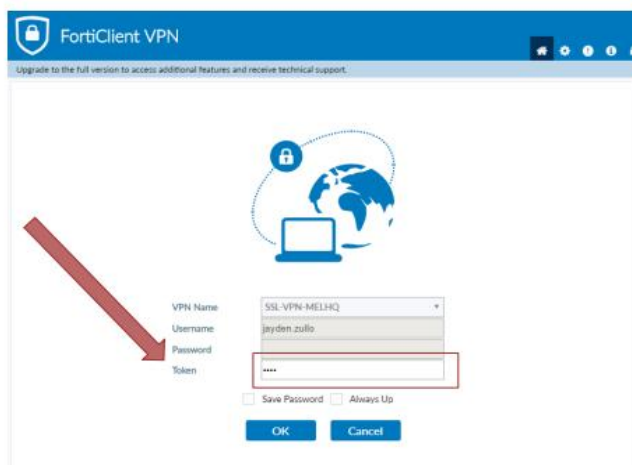 FortiClient VPN
Upgrade to the full version to access additional features and receive technical support.
VPN Name SSL-VPN-MELHQ
Username jayden.zullo
Password
Token ••••
Save Password Always Up
OK Cancel